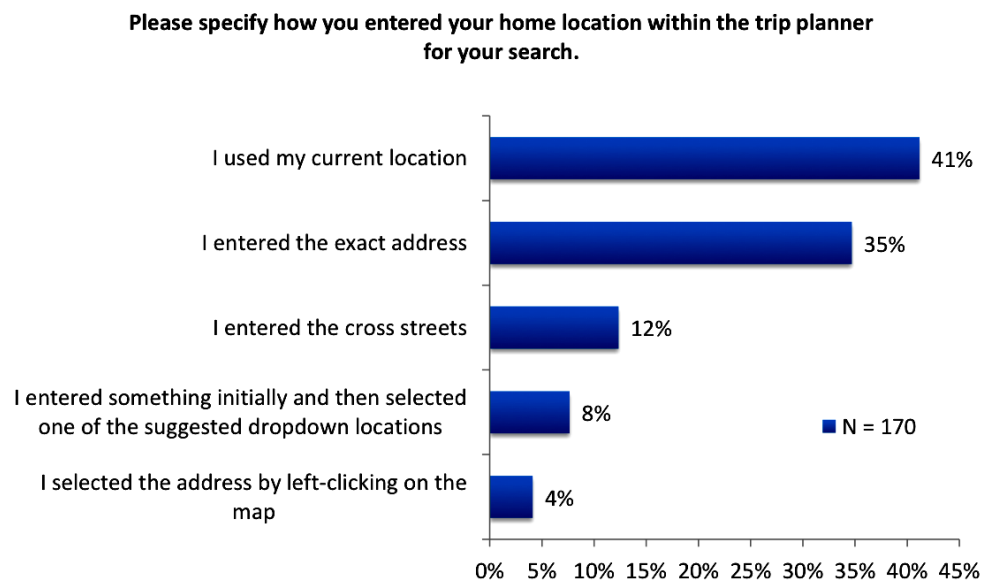 Please specify how you entered your home location within the trip planner
for your search.
I used my current location
41%
I entered the exact address
35%
I entered the cross streets
12%
I entered something initially and then selected
one of the suggested dropdown locations
8%
N = 170
I selected the address by left-clicking on the
map
4%
0% 5% 10% 15% 20% 25% 30% 35% 40% 45%